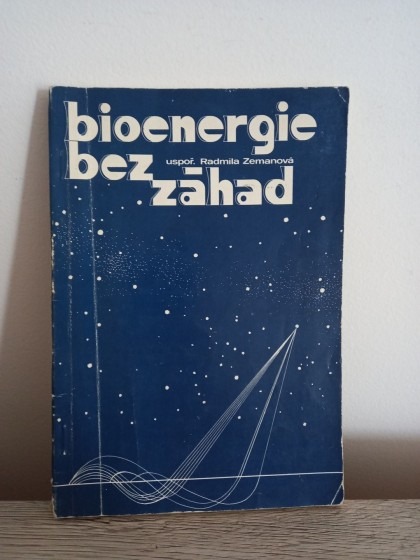 bioenergie
bez
uspoř. Radmila Zemanová
záhad